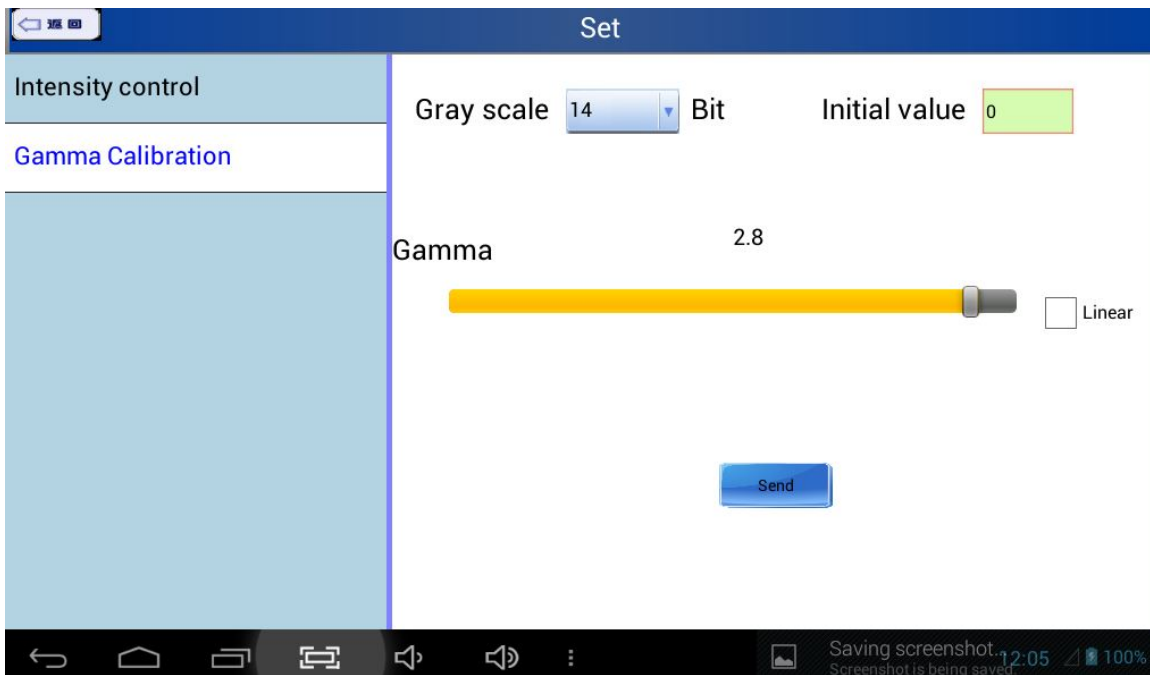 返回
Set
Intensity control
Gamma Calibration
Gray scale 14 Bit Initial value 0
Gamma 2.8
Linear
Send
Saving screenshot...
Screenshot is being saved.
12:05 100%